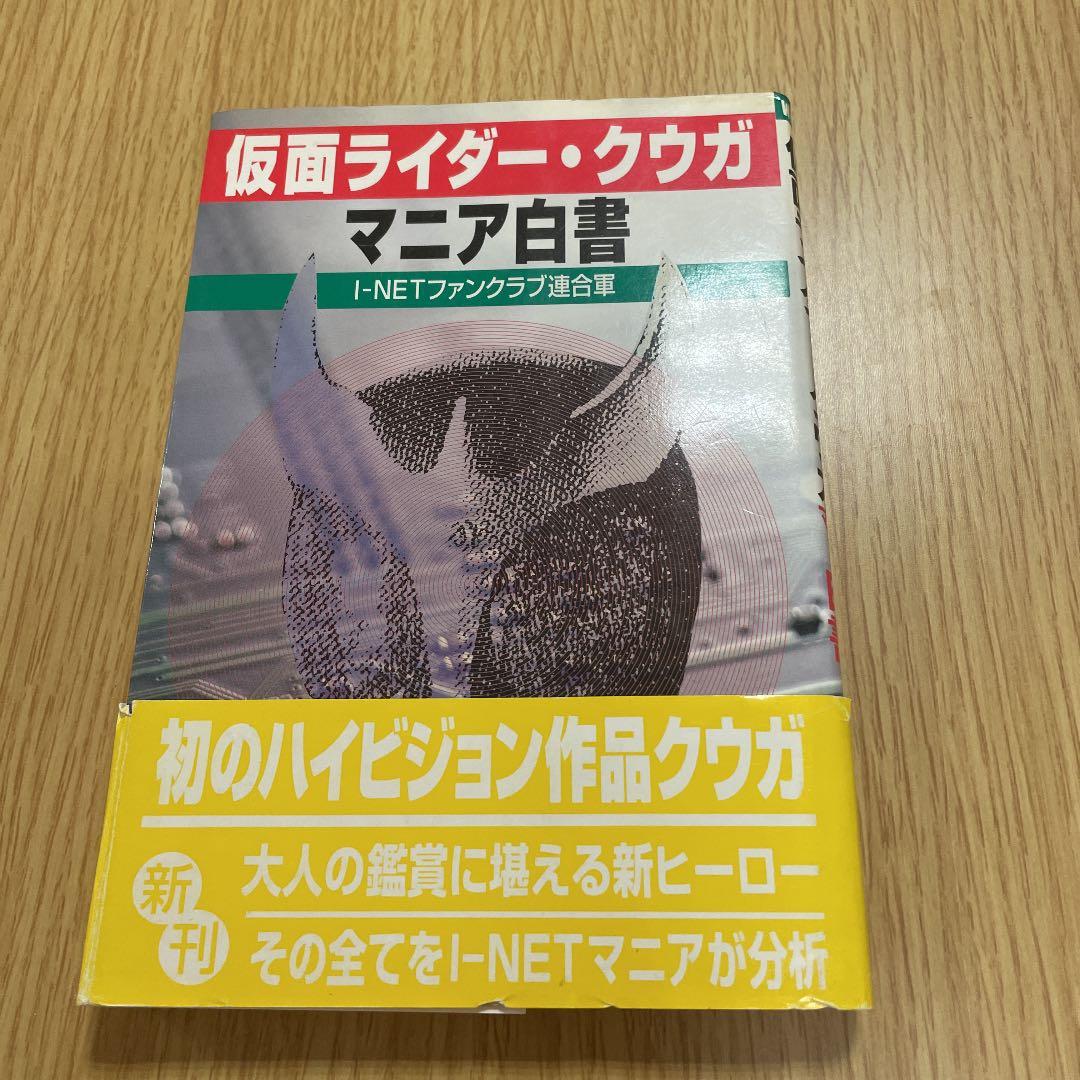 仮面ライダー・クウガ
マニア白書
I-NETファンクラブ連合軍
初のハイビジョン作品クウガ
新刊
大人の鑑賞に堪える新ヒーロー
その全てをI-NETマニアが分析